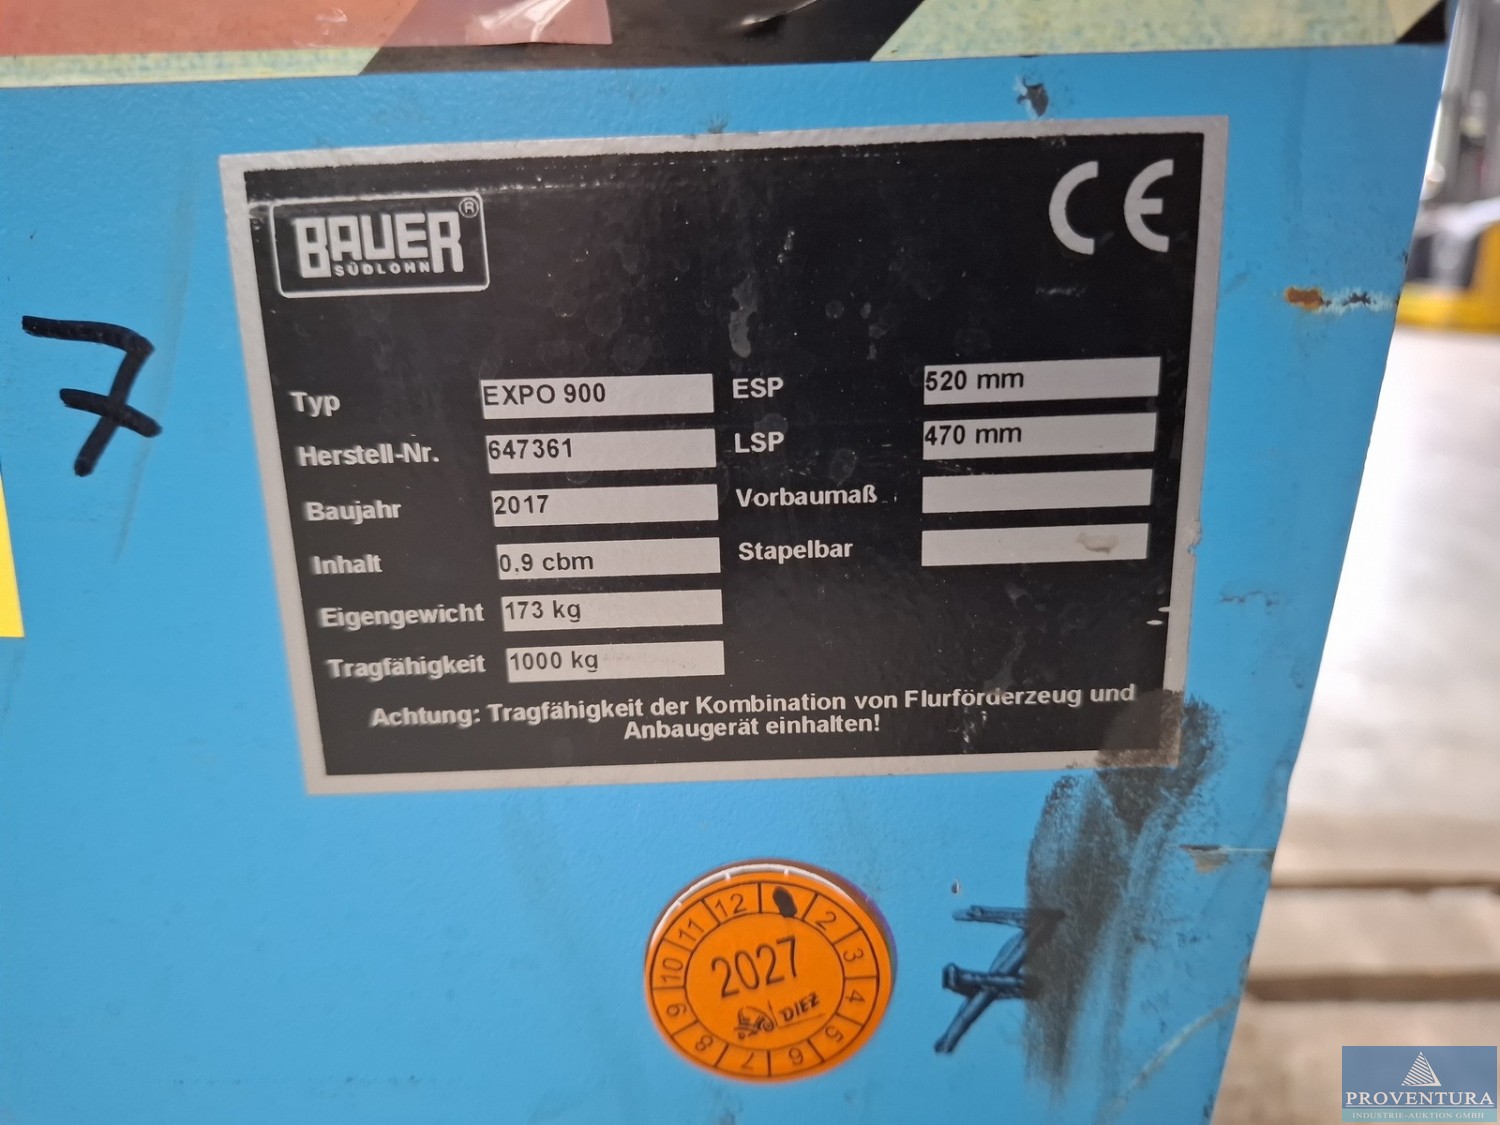 BAUER®
SÜDLOHN
CE
Typ EXPO 900
Herstell-Nr. 647361
Baujahr 2017
Inhalt 0,9 cbm
Eigengewicht 173 kg
Tragfähigkeit 1000 kg
ESP 520 mm
LSP 470 mm
Vorbaumaß
Stapelbar
Achtung: Tragfähigkeit der Kombination von Flurförderzeug und
Anbaugerät einhalten!
7
12 2 3 4 5 6 7 8 9 10 11
2027
DIEZ
7
PROVENTURA
INDUSTRIE-AUKTION GMBH